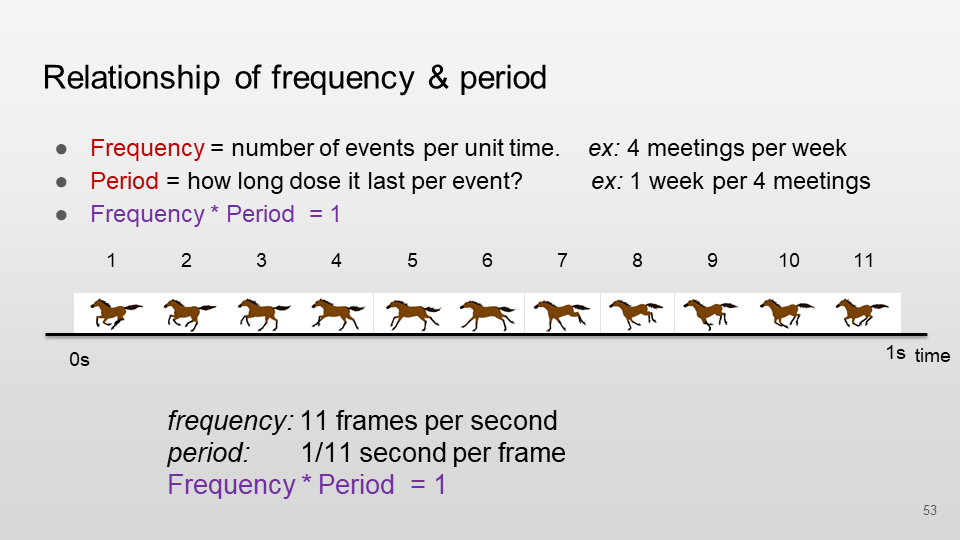 Relationship of frequency & period
● Frequency = number of events per unit time. ex: 4 meetings per week
● Period = how long dose it last per event? ex: 1 week per 4 meetings
● Frequency * Period = 1
1 2 3 4 5 6 7 8 9 10 11
0s 1s time
frequency: 11 frames per second
period: 1/11 second per frame
Frequency * Period = 1
53